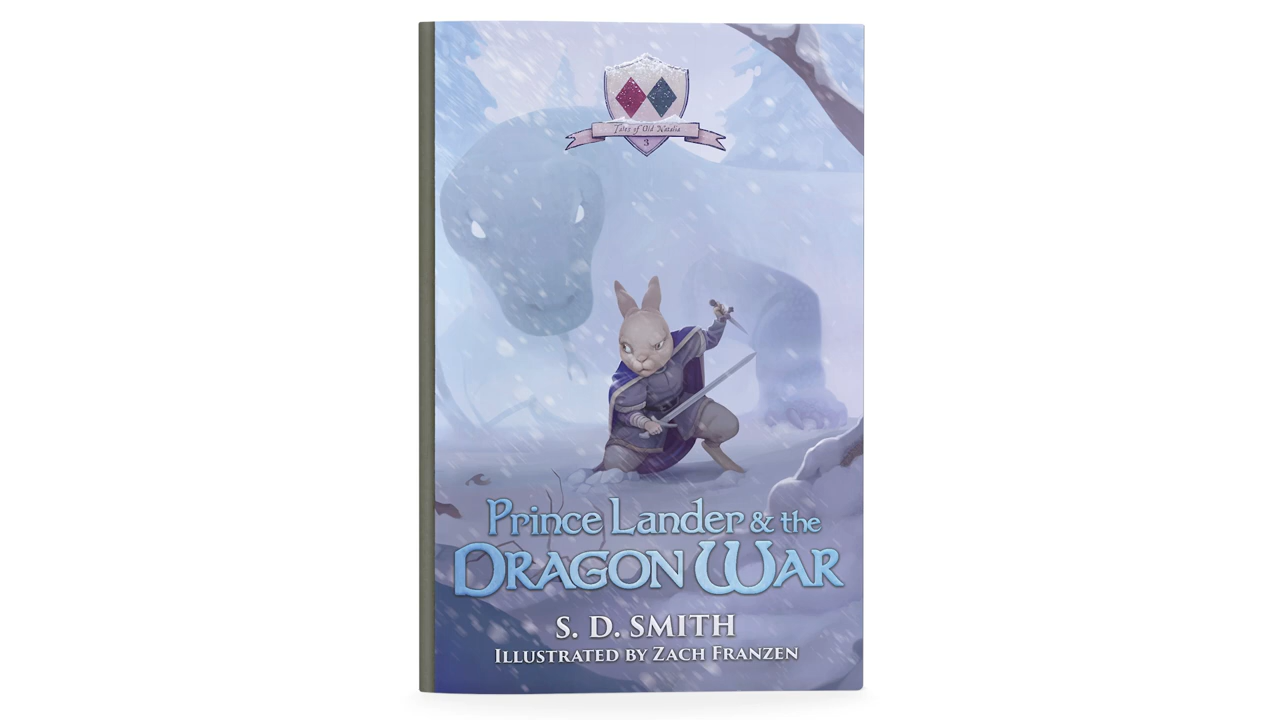 Tales of Old Natalia
3
Prince Lander & the
Dragon War
S. D. Smith
Illustrated by Zach Franzen